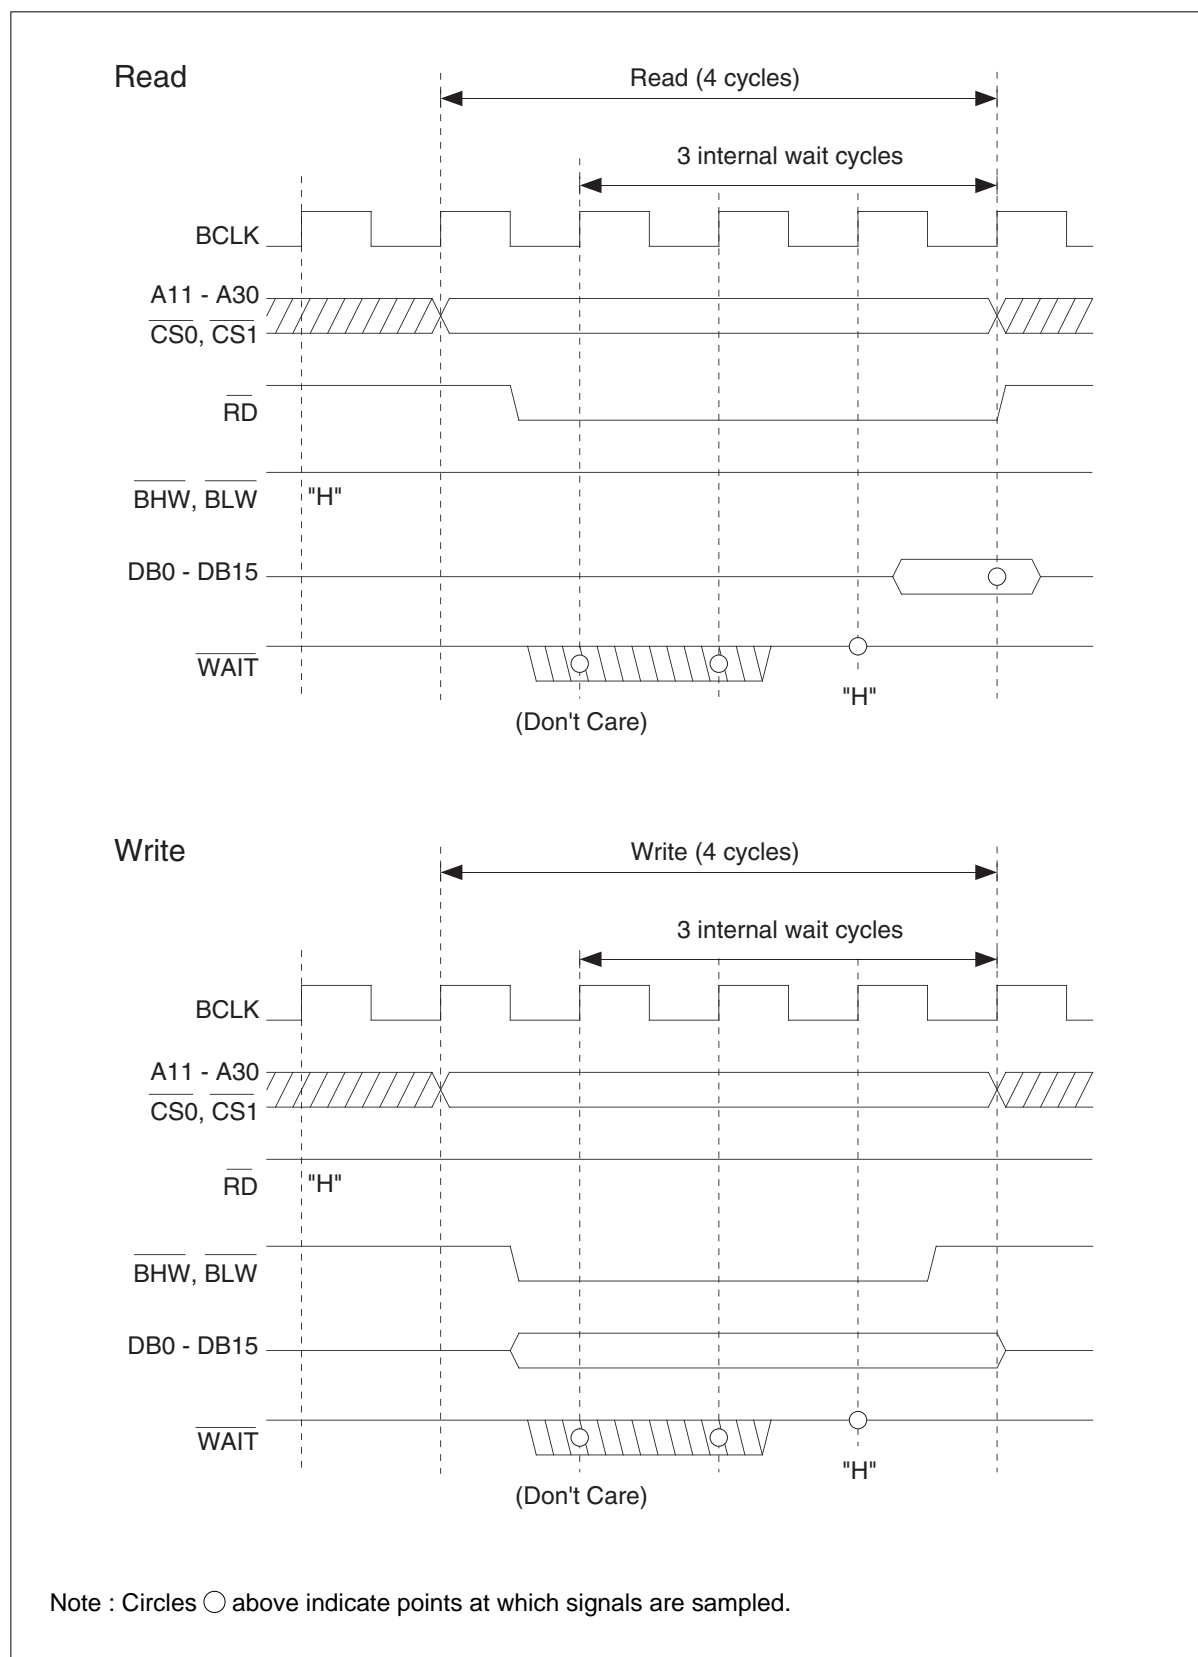 Read
Read (4 cycles)
3 internal wait cycles
BCLK
A11 - A30
CS0, CS1
RD
BHW, BLW
"H"
DB0 - DB15
WAIT
"H"
(Don't Care)
Write
Write (4 cycles)
3 internal wait cycles
BCLK
A11 - A30
CS0, CS1
RD
"H"
BHW, BLW
DB0 - DB15
WAIT
"H"
(Don't Care)
Note : Circles ○ above indicate points at which signals are sampled.